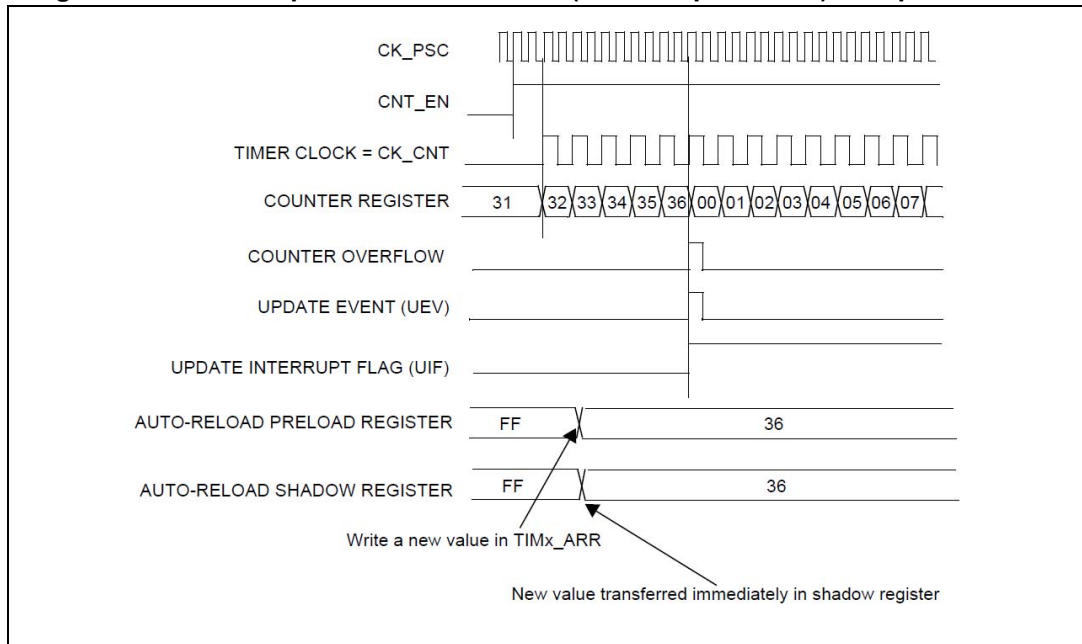 CK_PSC
CNT_EN
TIMER CLOCK = CK_CNT
COUNTER REGISTER 31 32 33 34 35 36 00 01 02 03 04 05 06 07
COUNTER OVERFLOW
UPDATE EVENT (UEV)
UPDATE INTERRUPT FLAG (UIF)
AUTO-RELOAD PRELOAD REGISTER FF 36
AUTO-RELOAD SHADOW REGISTER FF 36
Write a new value in TIMx_ARR
New value transferred immediately in shadow register